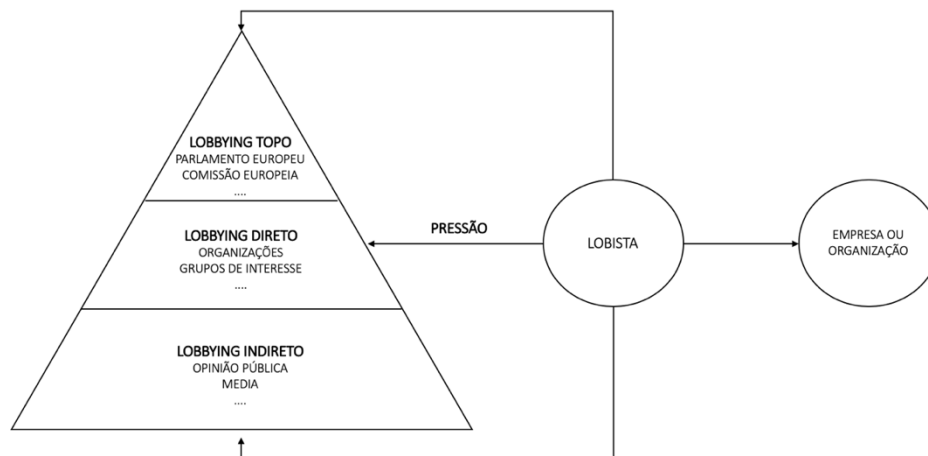 LOBBYING TOPO
PARLAMENTO EUROPEU
COMISSÃO EUROPEIA
....
LOBBYING DIRETO
ORGANIZAÇÕES
GRUPOS DE INTERESSE
....
LOBBYING INDIRETO
OPINIÃO PÚBLICA
MEDIA
....
PRESSÃO
LOBISTA
EMPRESA OU
ORGANIZAÇÃO